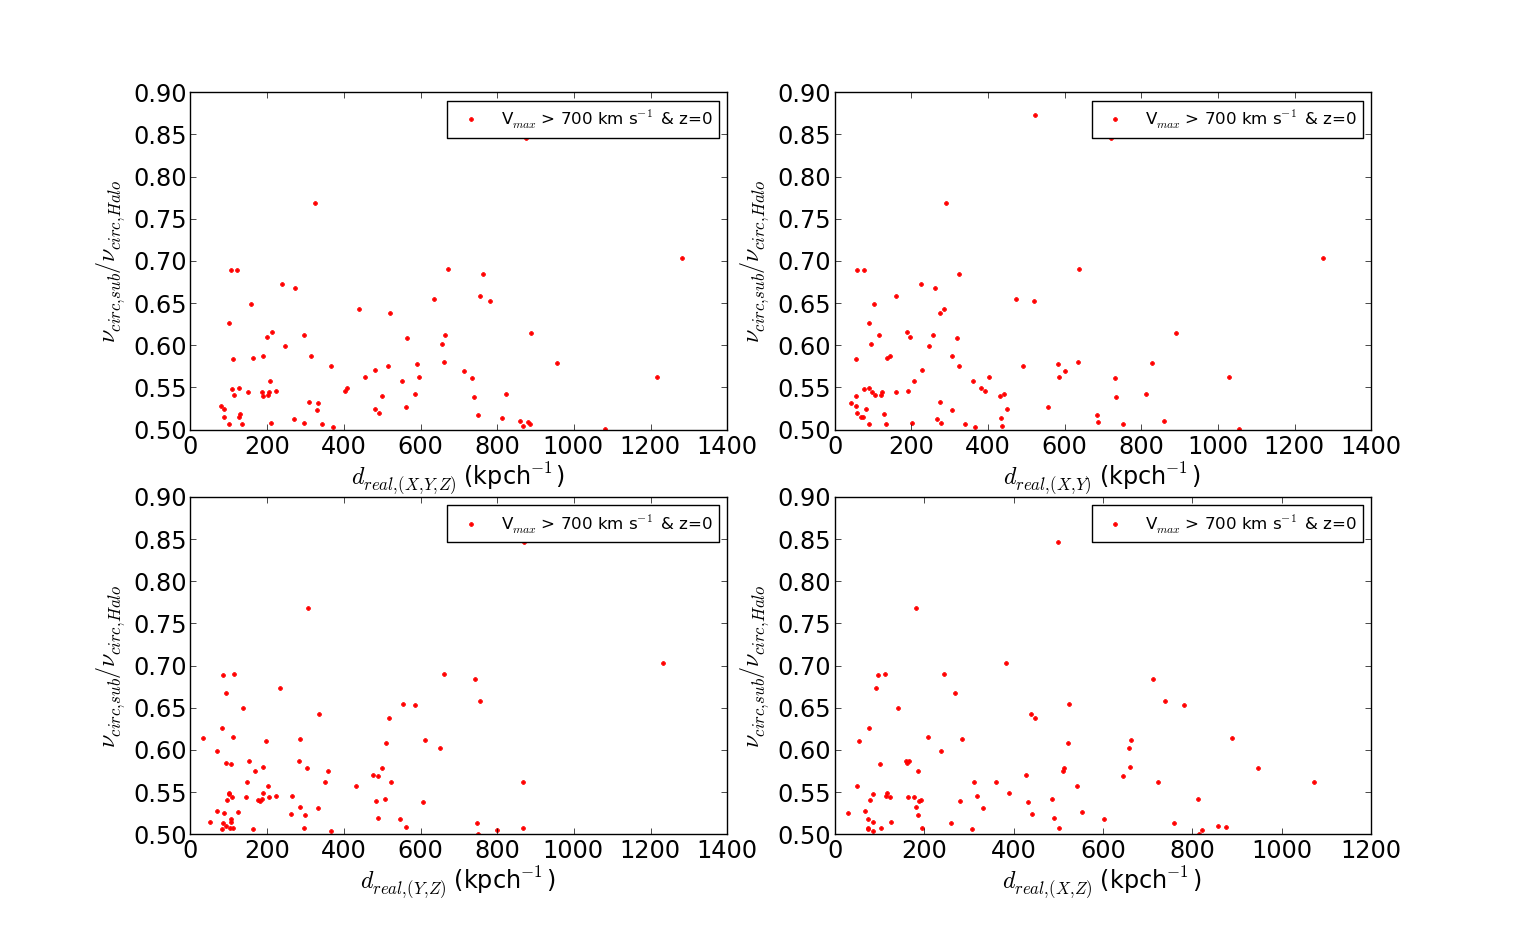 0.90 0.85 0.80 0.75 0.70 0.65 0.60 0.55 0.50
ν_circ,sub/ν_circ,Halo
V_max > 700 km s^−1 & z=0
0 200 400 600 800 1000 1200 1400
d_real,(X,Y,Z) (kpch^−1)
0.90 0.85 0.80 0.75 0.70 0.65 0.60 0.55 0.50
ν_circ,sub/ν_circ,Halo
V_max > 700 km s^−1 & z=0
0 200 400 600 800 1000 1200 1400
d_real,(X,Y) (kpch^−1)
0.90 0.85 0.80 0.75 0.70 0.65 0.60 0.55 0.50
ν_circ,sub/ν_circ,Halo
V_max > 700 km s^−1 & z=0
0 200 400 600 800 1000 1200 1400
d_real,(Y,Z) (kpch^−1)
0.90 0.85 0.80 0.75 0.70 0.65 0.60 0.55 0.50
ν_circ,sub/ν_circ,Halo
V_max > 700 km s^−1 & z=0
0 200 400 600 800 1000 1200
d_real,(X,Z) (kpch^−1)